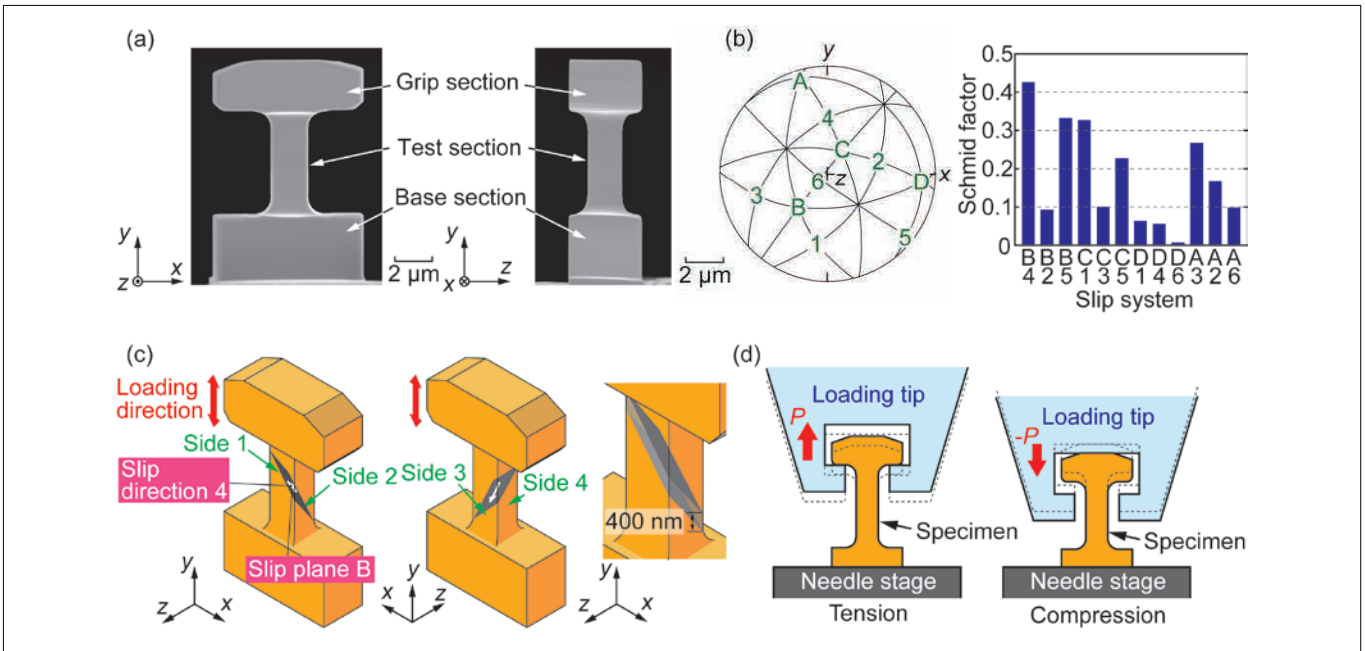 (a)
Grip section
Test section
Base section
y
z
x
2 μm
y
x
z
2 μm
(b)
y
A
4
C
2
6
z
D
x
3
B
1
5
Schmid factor
0.5
0.4
0.3
0.2
0.1
0
B B B C C C D D D A A A
4 2 5 1 3 5 1 4 6 3 2 6
Slip system
(c)
Loading
direction
Side 1
Slip
direction 4
Side 2
Slip plane B
y
z
x
Side 3
Side 4
x
y
z
400 nm
y
z
x
(d)
Loading tip
P
Specimen
Needle stage
Tension
Loading tip
-P
Specimen
Needle stage
Compression